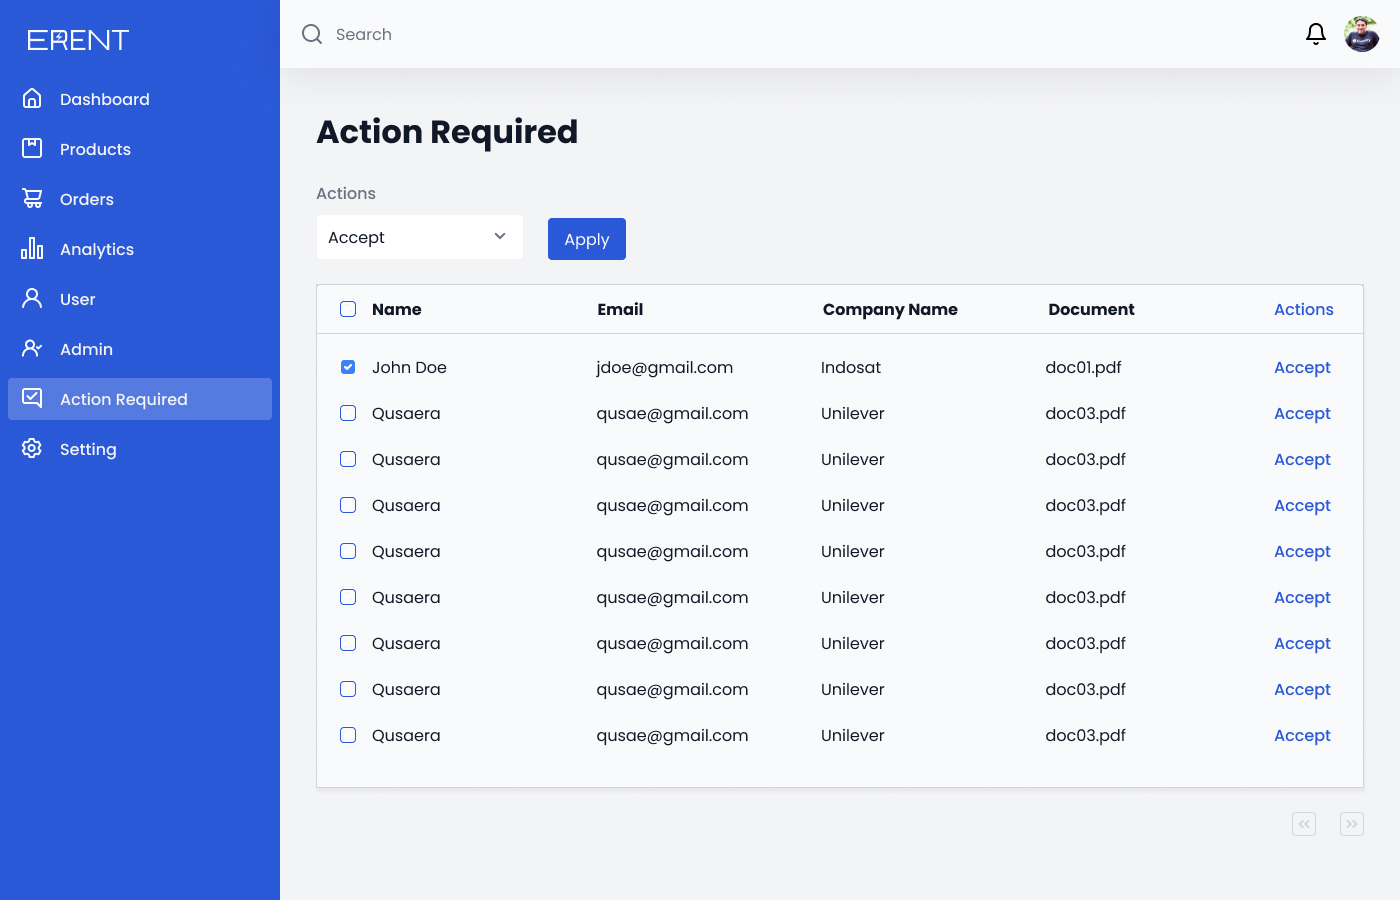 ERENT
Search
Dashboard
Products
Orders
Analytics
User
Admin
Action Required
Setting
Action Required
Actions
Accept Apply
Name Email Company Name Document Actions
John Doe jdoe@gmail.com Indosat doc01.pdf Accept
Qusaera qusae@gmail.com Unilever doc03.pdf Accept
Qusaera qusae@gmail.com Unilever doc03.pdf Accept
Qusaera qusae@gmail.com Unilever doc03.pdf Accept
Qusaera qusae@gmail.com Unilever doc03.pdf Accept
Qusaera qusae@gmail.com Unilever doc03.pdf Accept
Qusaera qusae@gmail.com Unilever doc03.pdf Accept
Qusaera qusae@gmail.com Unilever doc03.pdf Accept
Qusaera qusae@gmail.com Unilever doc03.pdf Accept